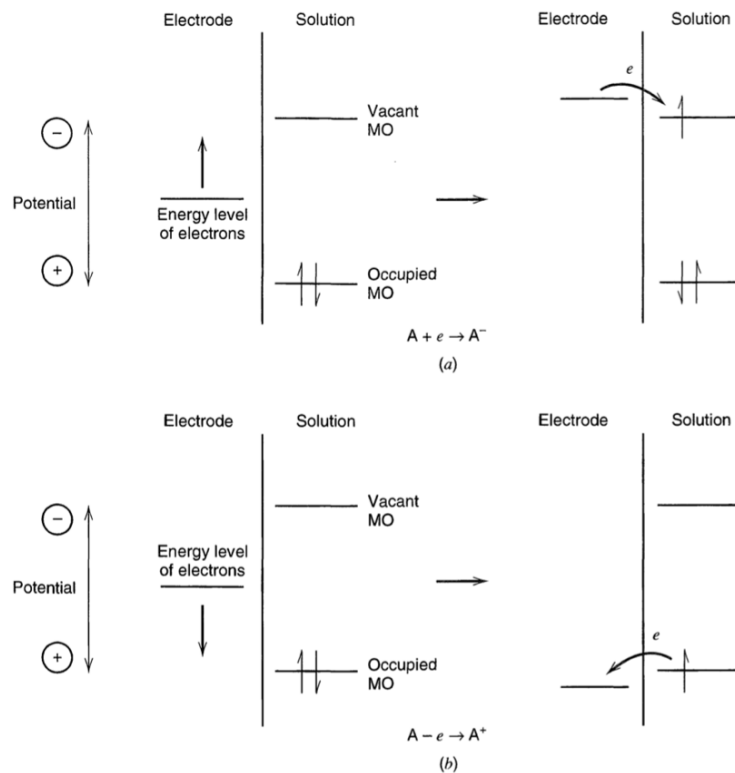 Electrode
Solution
Electrode
Solution
e
Vacant
MO
−
Potential
Energy level
of electrons
+
Occupied
MO
A + e → A⁻
(a)
Electrode
Solution
Electrode
Solution
Vacant
MO
−
Energy level
of electrons
Potential
e
+
Occupied
MO
A − e → A⁺
(b)